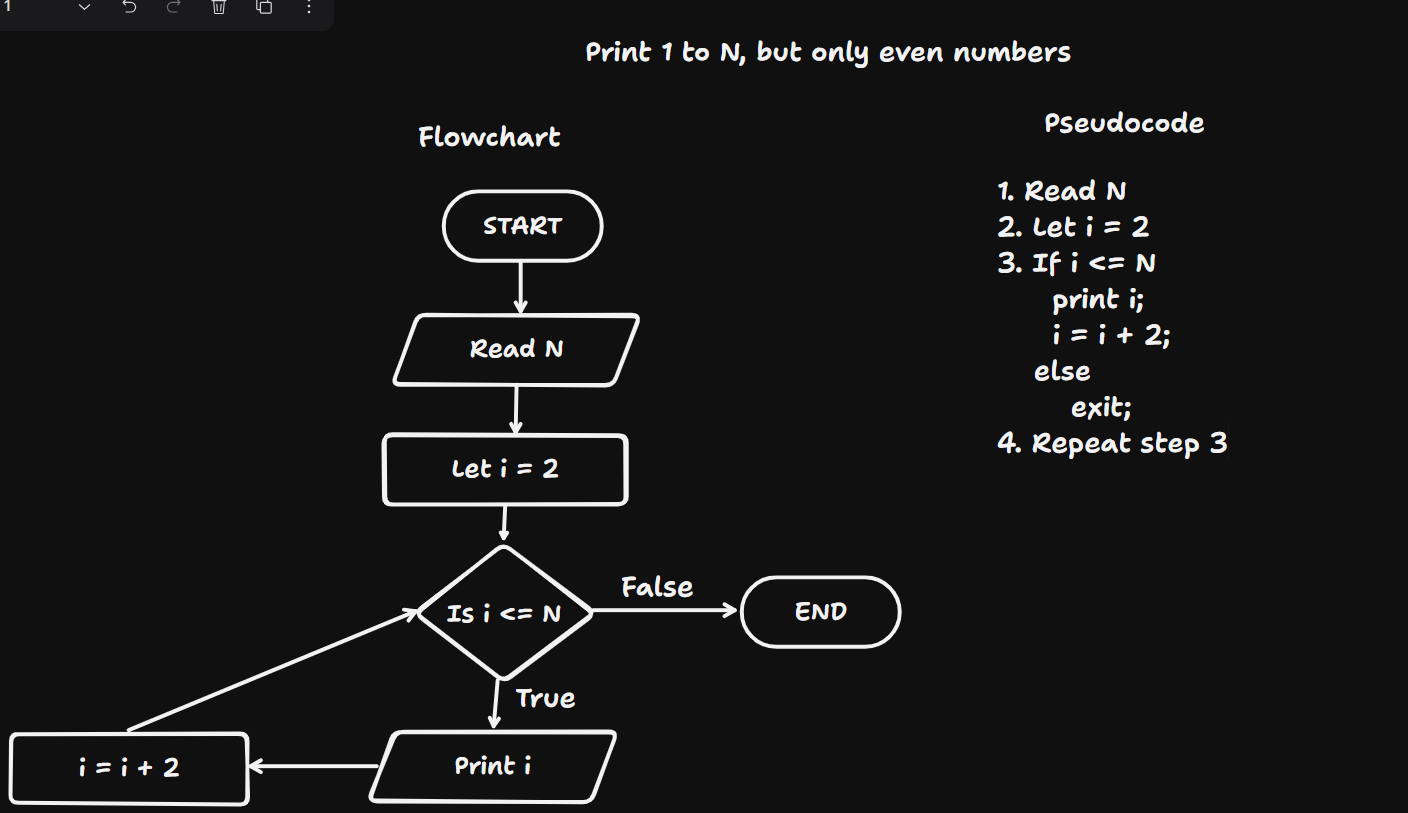 1
Print 1 to N, but only even numbers
Flowchart
START
Read N
Let i = 2
Is i <= N
False
END
True
Print i
i = i + 2
Pseudocode
1. Read N
2. Let i = 2
3. If i <= N
print i;
i = i + 2;
else
exit;
4. Repeat step 3